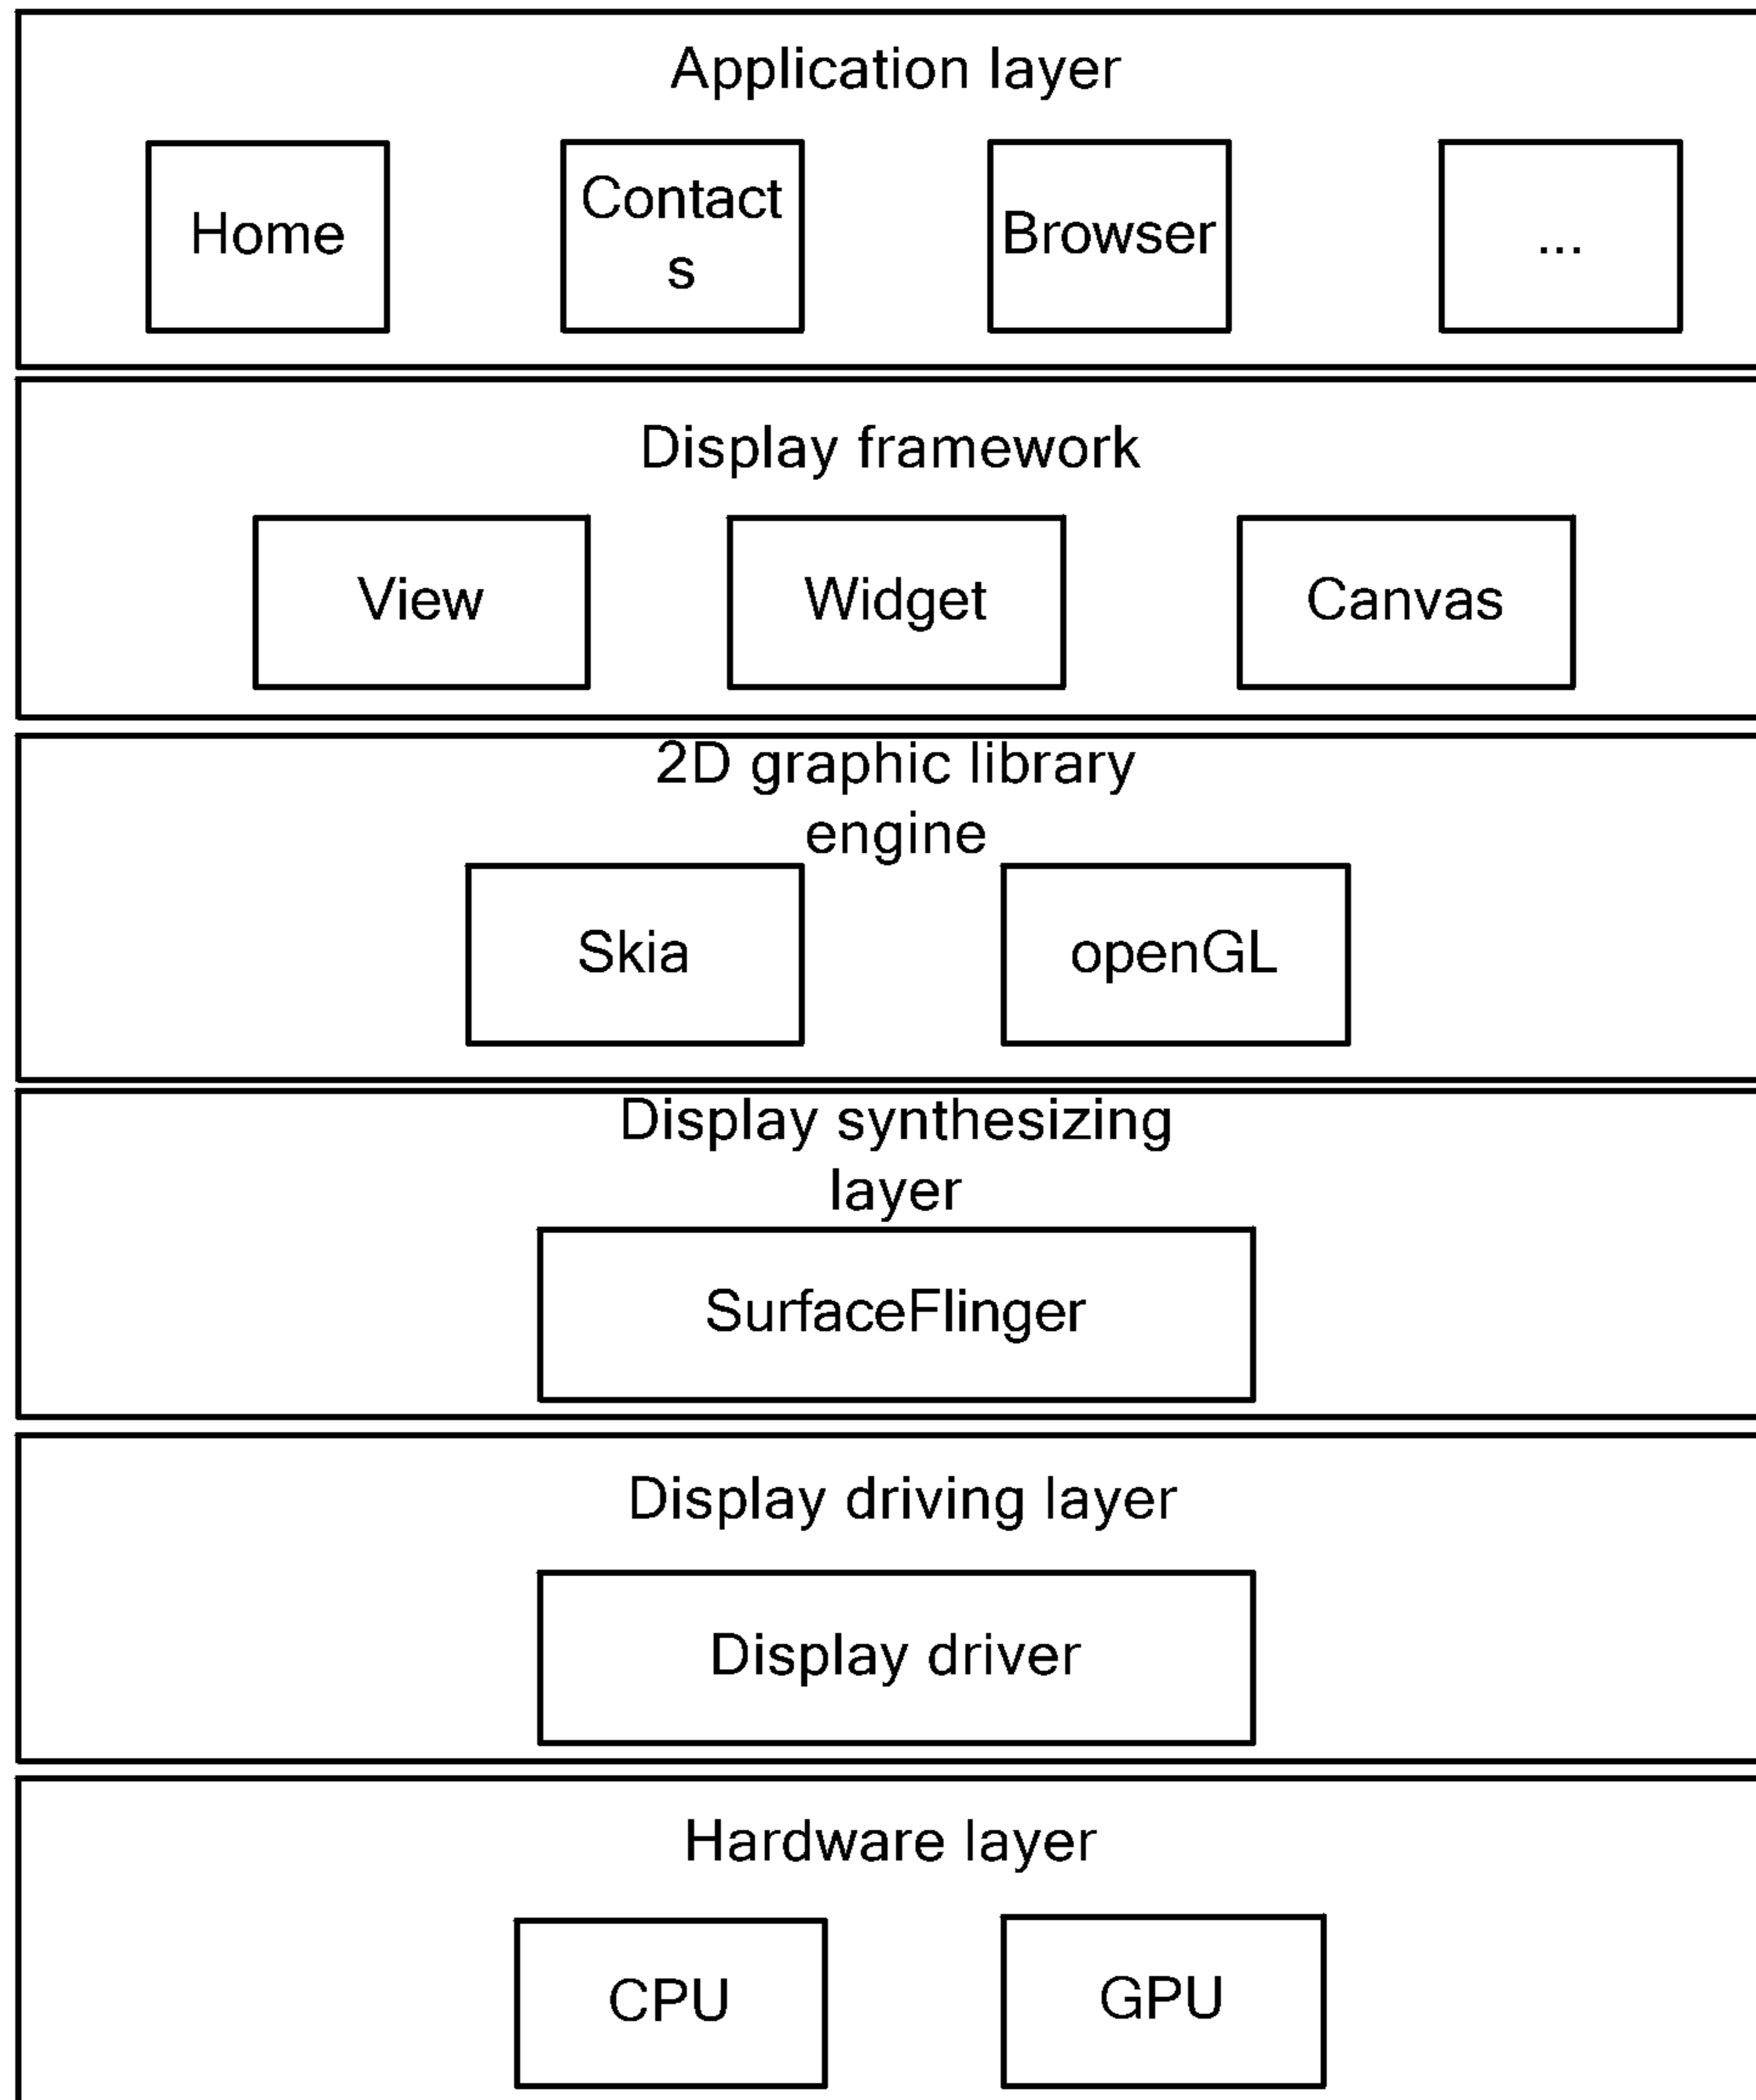 Application layer
Home
Contact
s
Browser
...
Display framework
View
Widget
Canvas
2D graphic library
engine
Skia
openGL
Display synthesizing
layer
SurfaceFlinger
Display driving layer
Display driver
Hardware layer
CPU
GPU